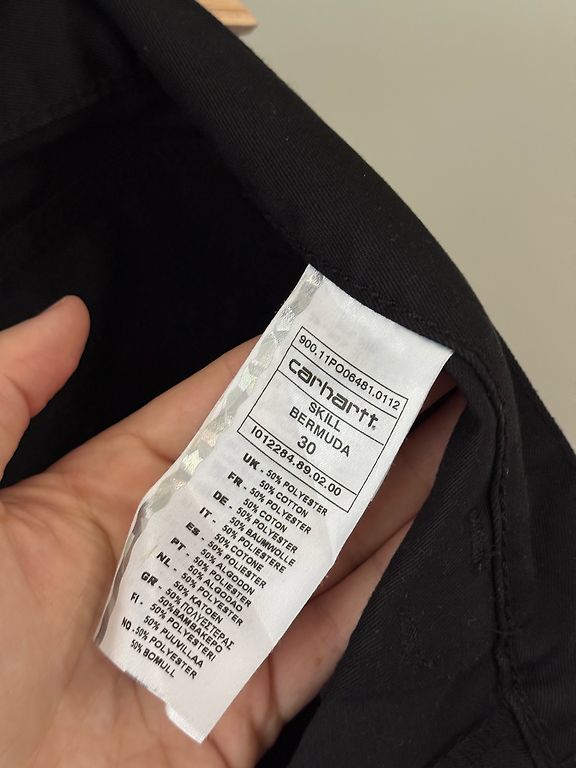 900.11PO06481.0112
carhartt.
SKILL
BERMUDA
30
I012284.89.02.00
UK - 50% POLYESTER
50% COTTON
FR - 50% POLYESTER
50% COTON
DE - 50% POLYESTER
50% BAUMWOLLE
IT - 50% POLIESTERE
50% COTONE
ES - 50% POLIESTER
50% ALGODON
PT - 50% POLIESTER
50% ALGODAO
NL - 50% POLYESTER
50% KATOEN
GR - 50% ΠΟΛΥΕΣΤΕΡΑΣ
50%ΒΑΜΒΑΚΕΡΟ
FI - 50% POLYESTERI
50% PUUVILLAA
NO -50% POLYESTER
50% BOMULL